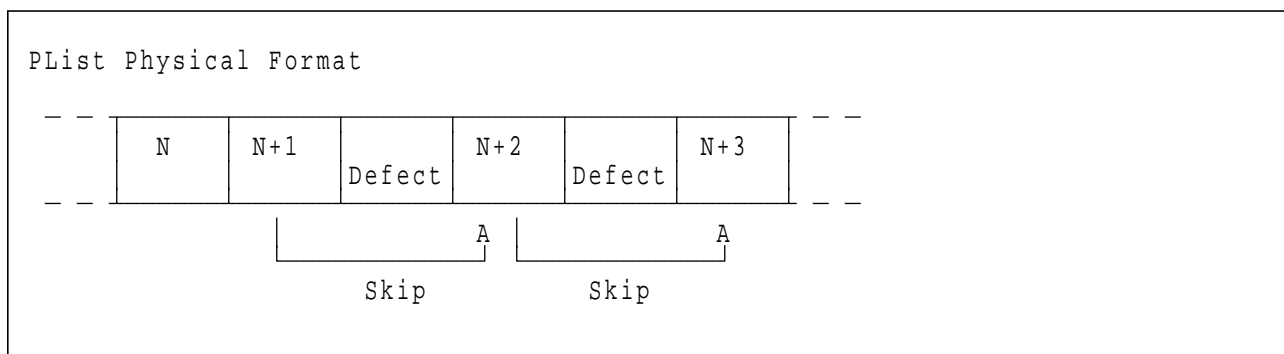 PList Physical Format
N N+1 N+2 N+3
Defect Defect
A A
Skip Skip